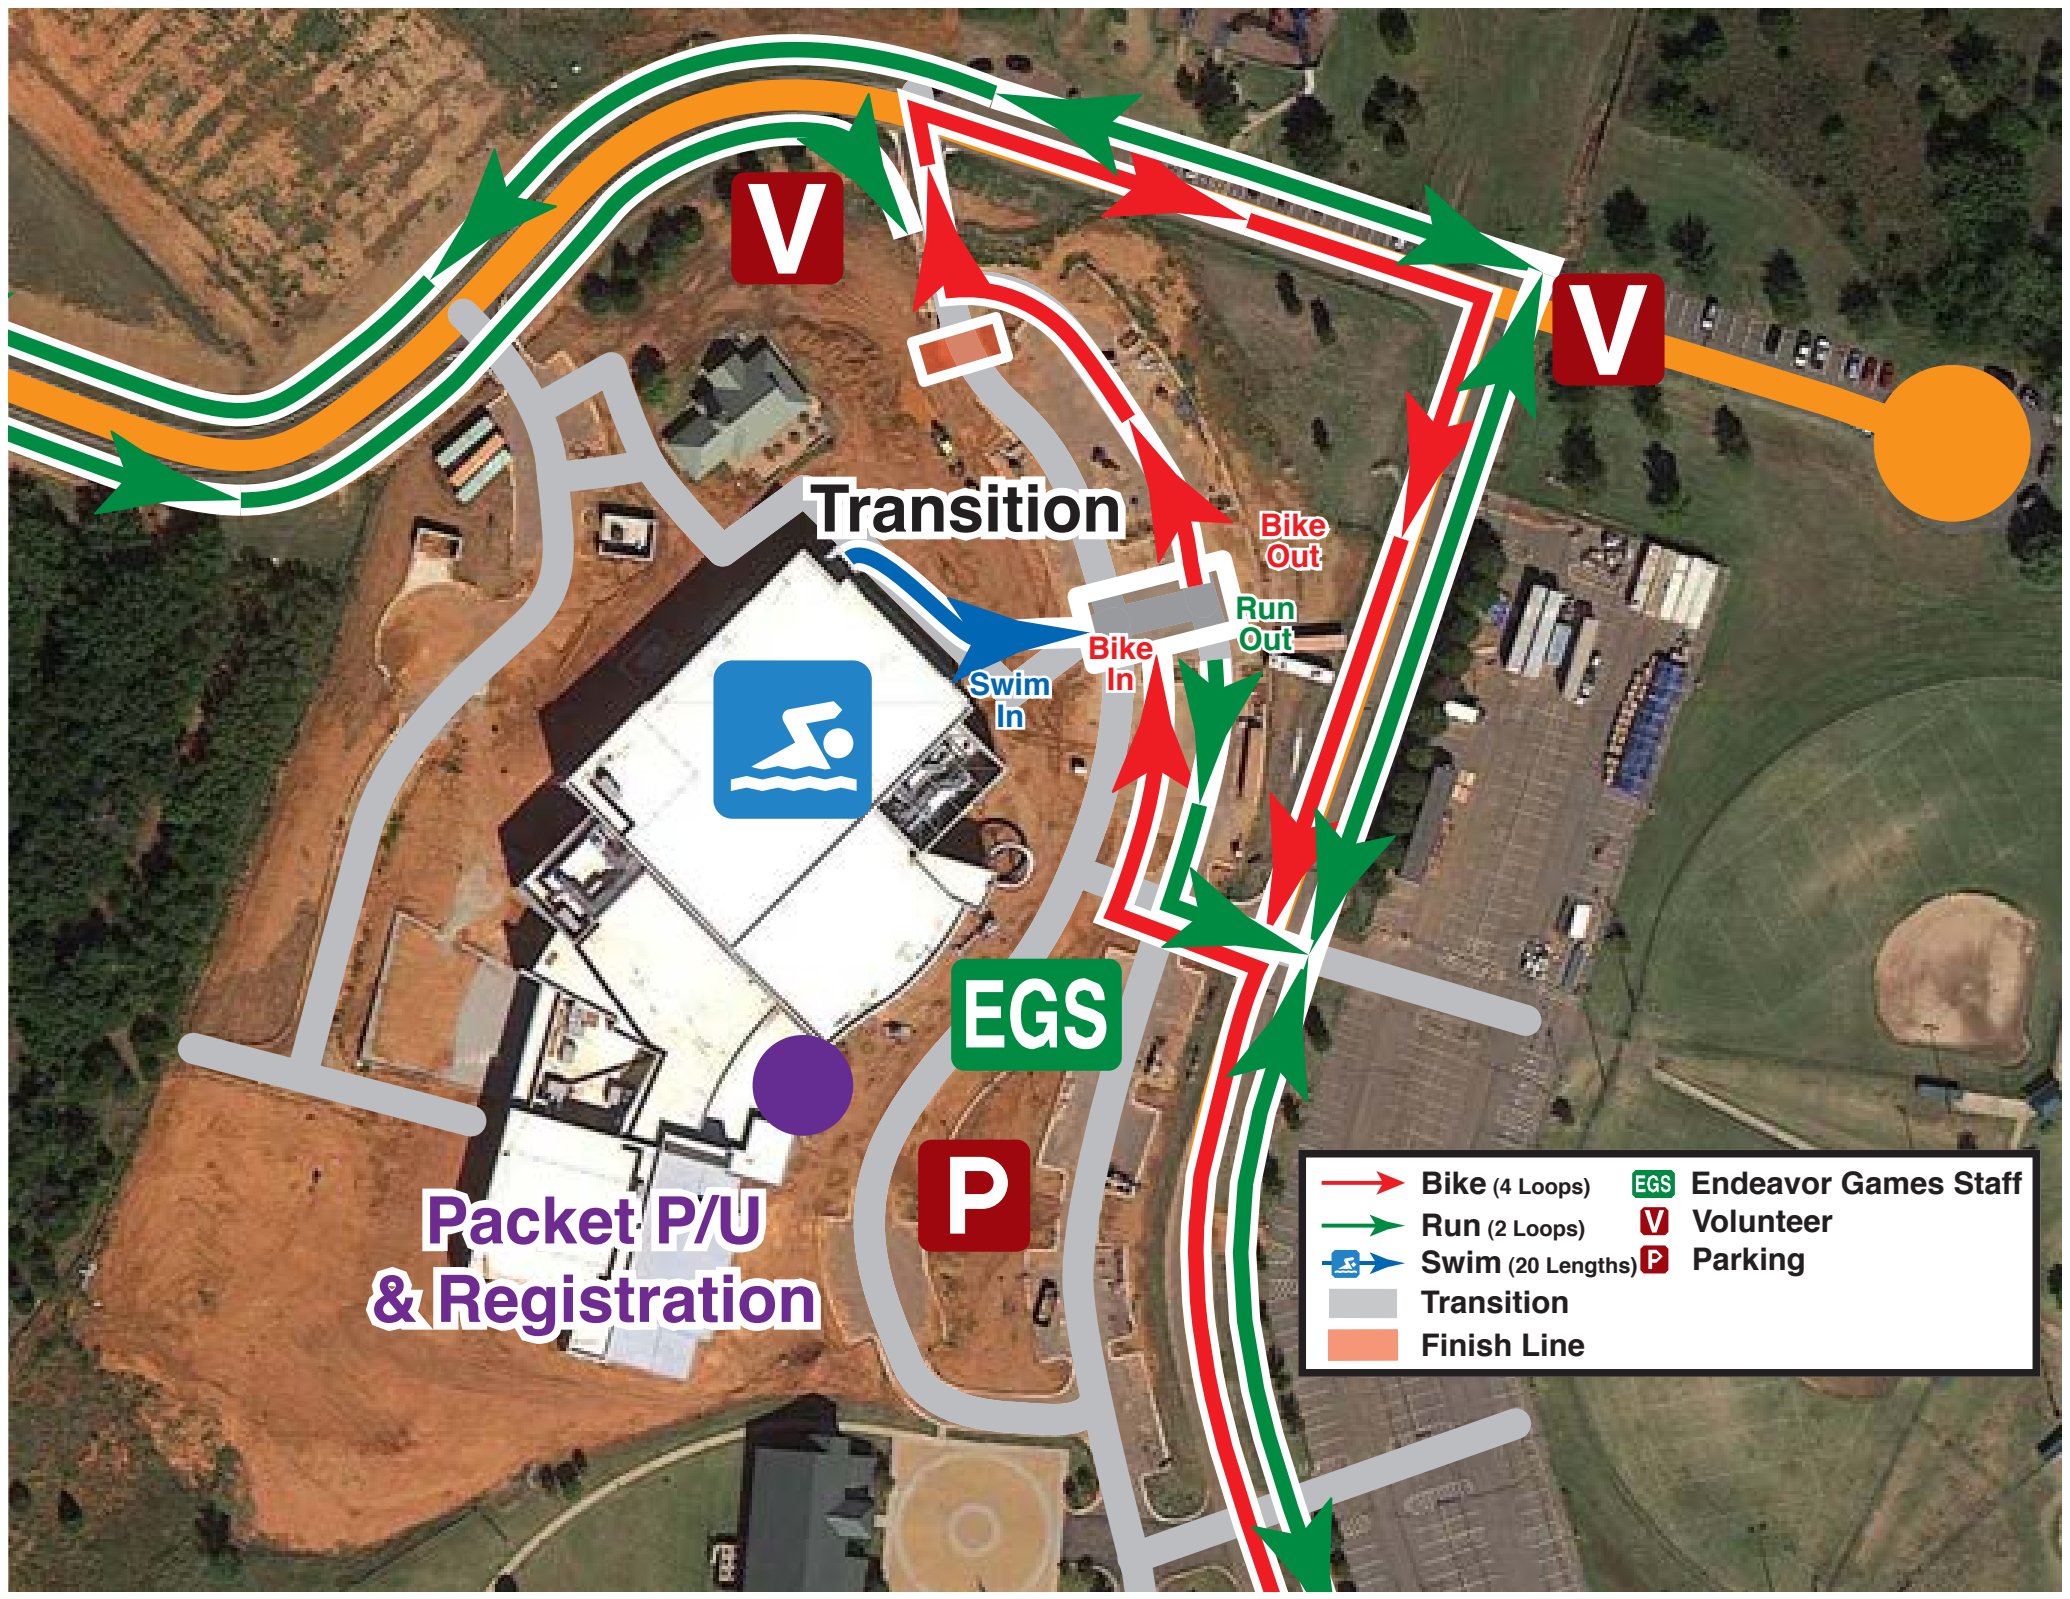 V
V
Transition
Bike
Out
Run
Out
Bike
In
Swim
In
EGS
P
Packet P/U
& Registration
Bike (4 Loops)
EGS Endeavor Games Staff
Run (2 Loops)
V Volunteer
Swim (20 Lengths)
P Parking
Transition
Finish Line